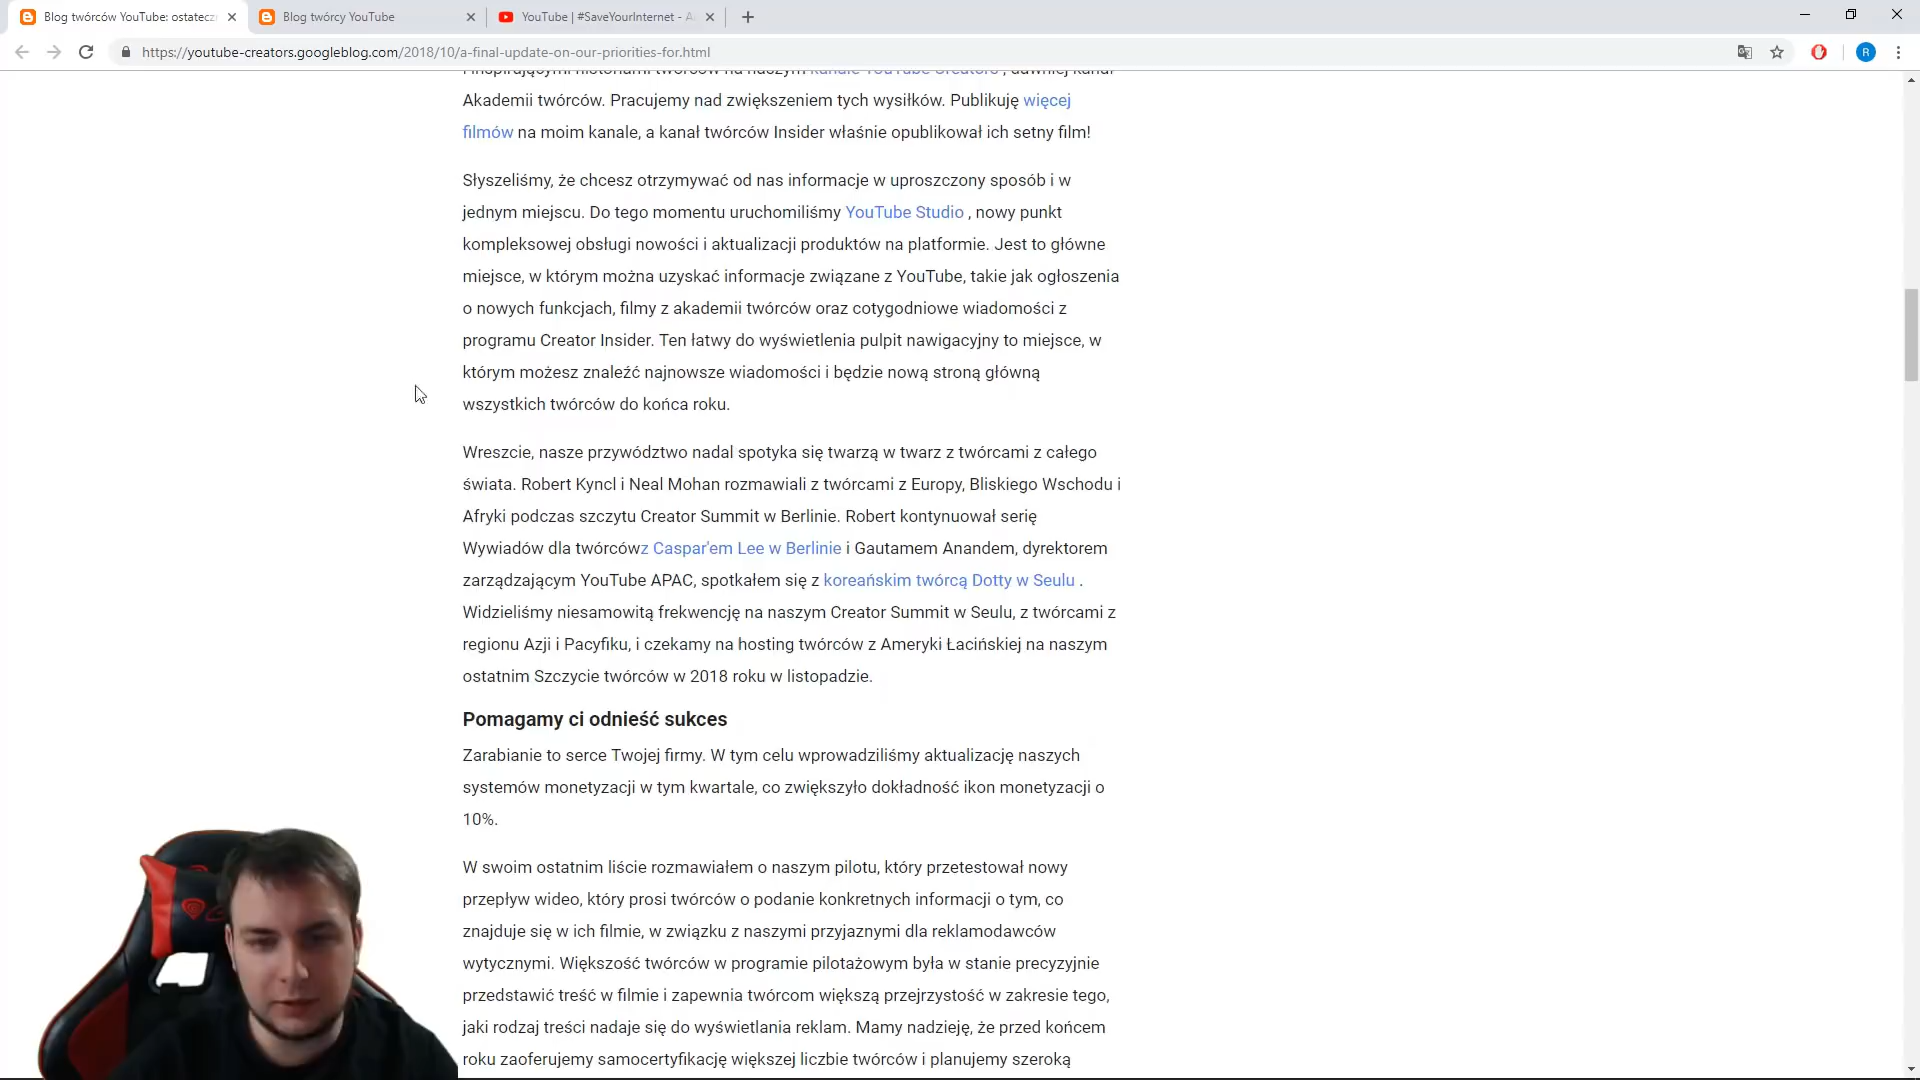 Blog twórców YouTube: ostateczn
Blog twórcy YouTube
YouTube | #SaveYourInternet - A
https://youtube-creators.googleblog.com/2018/10/a-final-update-on-our-priorities-for.html
R
i inspirującymi historiami twórców na naszym kanale YouTube Creators , dawniej kanał
Akademii twórców. Pracujemy nad zwiększeniem tych wysiłków. Publikuję więcej
filmów na moim kanale, a kanał twórców Insider właśnie opublikował ich setny film!
Słyszeliśmy, że chcesz otrzymywać od nas informacje w uproszczony sposób i w
jednym miejscu. Do tego momentu uruchomiliśmy YouTube Studio , nowy punkt
kompleksowej obsługi nowości i aktualizacji produktów na platformie. Jest to główne
miejsce, w którym można uzyskać informacje związane z YouTube, takie jak ogłoszenia
o nowych funkcjach, filmy z akademii twórców oraz cotygodniowe wiadomości z
programu Creator Insider. Ten łatwy do wyświetlenia pulpit nawigacyjny to miejsce, w
którym możesz znaleźć najnowsze wiadomości i będzie nową stroną główną
wszystkich twórców do końca roku.
Wreszcie, nasze przywództwo nadal spotyka się twarzą w twarz z twórcami z całego
świata. Robert Kyncl i Neal Mohan rozmawiali z twórcami z Europy, Bliskiego Wschodu i
Afryki podczas szczytu Creator Summit w Berlinie. Robert kontynuował serię
Wywiadów dla twórcówz Caspar'em Lee w Berlinie i Gautamem Anandem, dyrektorem
zarządzającym YouTube APAC, spotkałem się z koreańskim twórcą Dotty w Seulu .
Widzieliśmy niesamowitą frekwencję na naszym Creator Summit w Seulu, z twórcami z
regionu Azji i Pacyfiku, i czekamy na hosting twórców z Ameryki Łacińskiej na naszym
ostatnim Szczycie twórców w 2018 roku w listopadzie.
Pomagamy ci odnieść sukces
Zarabianie to serce Twojej firmy. W tym celu wprowadziliśmy aktualizację naszych
systemów monetyzacji w tym kwartale, co zwiększyło dokładność ikon monetyzacji o
10%.
W swoim ostatnim liście rozmawiałem o naszym pilotu, który przetestował nowy
przepływ wideo, który prosi twórców o podanie konkretnych informacji o tym, co
znajduje się w ich filmie, w związku z naszymi przyjaznymi dla reklamodawców
wytycznymi. Większość twórców w programie pilotażowym była w stanie precyzyjnie
przedstawić treść w filmie i zapewnia twórcom większą przejrzystość w zakresie tego,
jaki rodzaj treści nadaje się do wyświetlania reklam. Mamy nadzieję, że przed końcem
roku zaoferujemy samocertyfikację większej liczbie twórców i planujemy szeroką